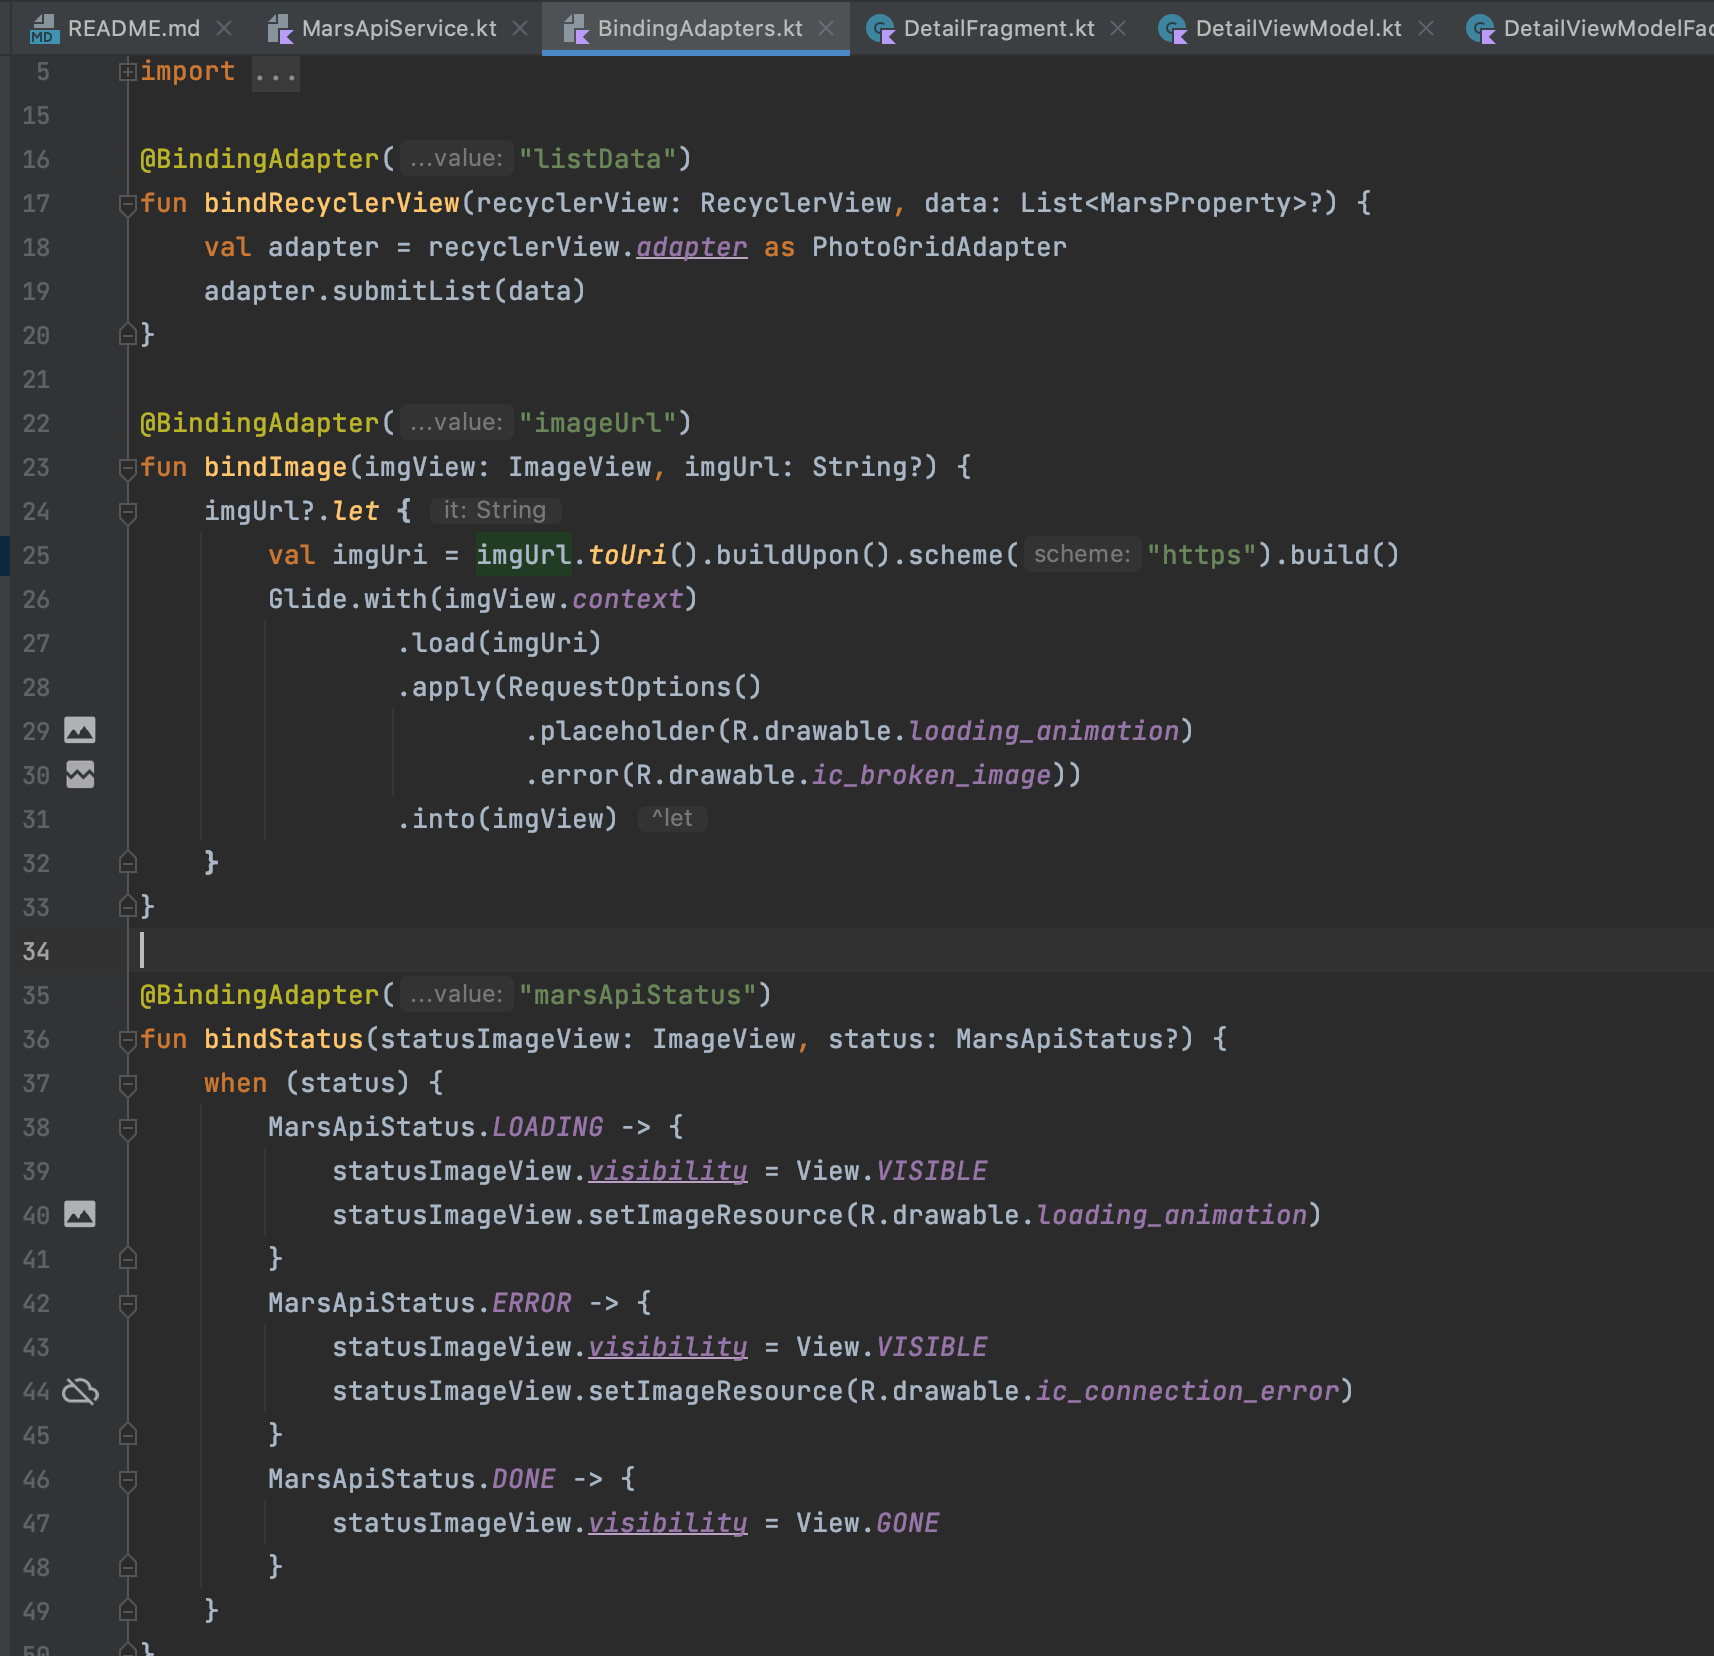 README.md MarsApiService.kt BindingAdapters.kt DetailFragment.kt DetailViewModel.kt DetailViewModelFac
5 import ...
15
16 @BindingAdapter( ...value: "listData")
17 fun bindRecyclerView(recyclerView: RecyclerView, data: List<MarsProperty>?) {
18 val adapter = recyclerView.adapter as PhotoGridAdapter
19 adapter.submitList(data)
20 }
21
22 @BindingAdapter( ...value: "imageUrl")
23 fun bindImage(imgView: ImageView, imgUrl: String?) {
24 imgUrl?.let { it: String
25 val imgUri = imgUrl.toUri().buildUpon().scheme( scheme: "https").build()
26 Glide.with(imgView.context)
27 .load(imgUri)
28 .apply(RequestOptions()
29 .placeholder(R.drawable.loading_animation)
30 .error(R.drawable.ic_broken_image))
31 .into(imgView) ^let
32 }
33 }
34
35 @BindingAdapter( ...value: "marsApiStatus")
36 fun bindStatus(statusImageView: ImageView, status: MarsApiStatus?) {
37 when (status) {
38 MarsApiStatus.LOADING -> {
39 statusImageView.visibility = View.VISIBLE
40 statusImageView.setImageResource(R.drawable.loading_animation)
41 }
42 MarsApiStatus.ERROR -> {
43 statusImageView.visibility = View.VISIBLE
44 statusImageView.setImageResource(R.drawable.ic_connection_error)
45 }
46 MarsApiStatus.DONE -> {
47 statusImageView.visibility = View.GONE
48 }
49 }
50 }